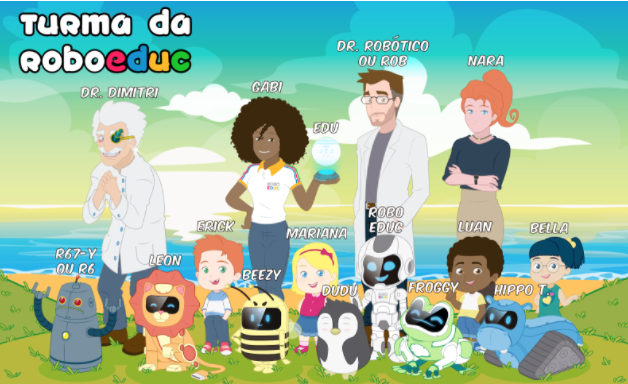 TURMA DA
ROBOEDUC
DR. DIMITRI
GABI
EDU
DR. ROBÓTICO
OU ROB
NARA
R67-Y
OU R6
LEON
ERICK
BEEZY
MARIANA
DUDU
ROBO
EDUC
FROGGY
LUAN
HIPPO T
BELLA